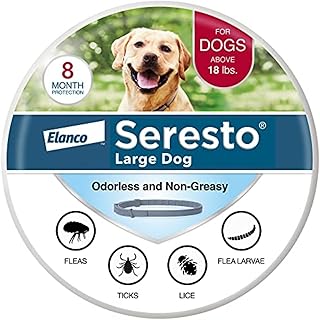 8
MONTH
PROTECTION
FOR
DOGS
ABOVE
18 lbs.
Elanco
Seresto®
Large Dog
Odorless and Non-Greasy
FLEAS
TICKS
LICE
FLEA LARVAE